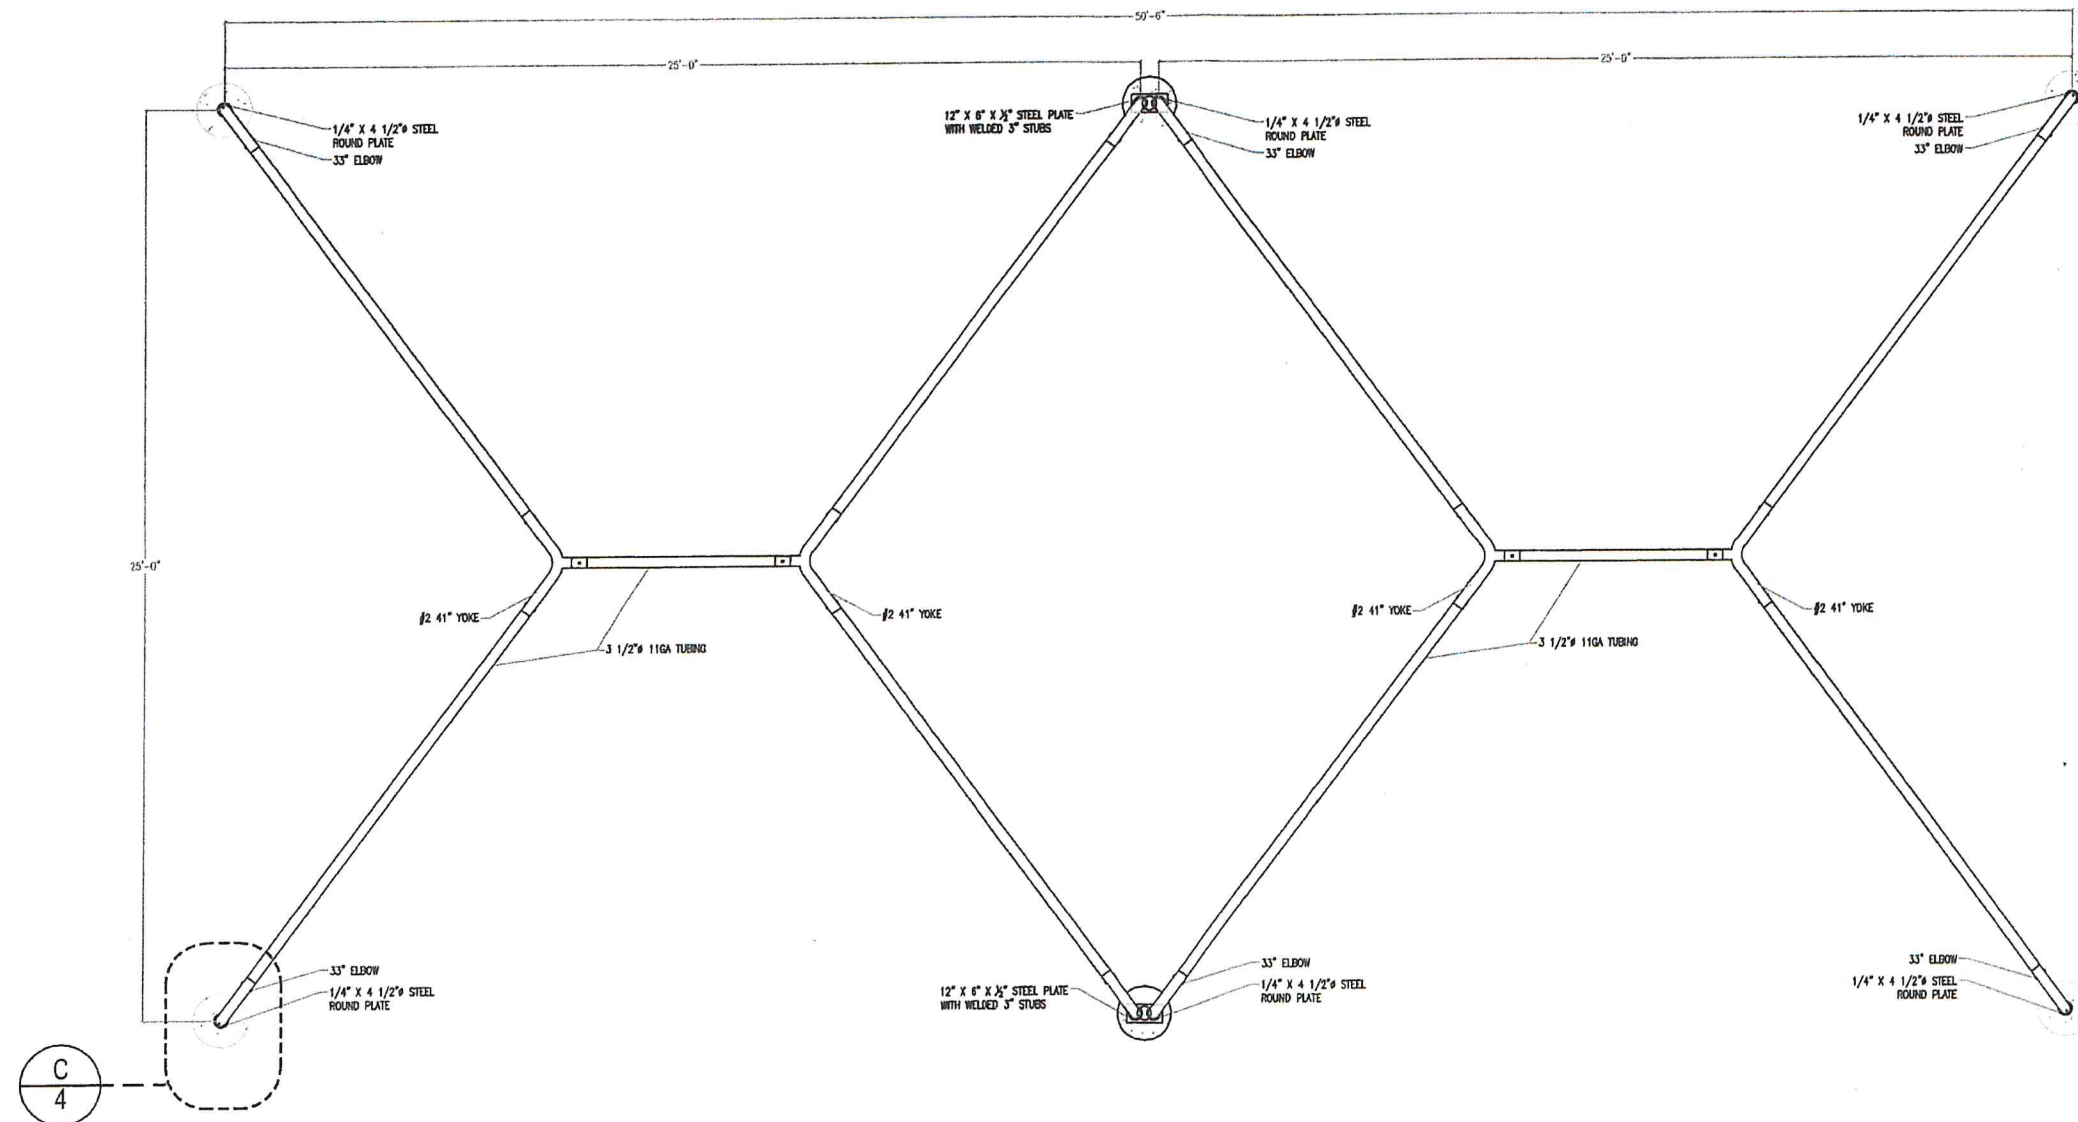 50'-6"
25'-0"
25'-0"
1/4" X 4 1/2"ø STEEL
ROUND PLATE
33" ELBOW
12" X 6" X ½" STEEL PLATE
WITH WELDED 3" STUBS
1/4" X 4 1/2"ø STEEL
ROUND PLATE
33" ELBOW
1/4" X 4 1/2"ø STEEL
ROUND PLATE
33" ELBOW
25'-0"
#2 41" YOKE
#2 41" YOKE
#2 41" YOKE
#2 41" YOKE
3 1/2"ø 11GA TUBING
3 1/2"ø 11GA TUBING
33" ELBOW
1/4" X 4 1/2"ø STEEL
ROUND PLATE
12" X 6" X ½" STEEL PLATE
WITH WELDED 3" STUBS
33" ELBOW
1/4" X 4 1/2"ø STEEL
ROUND PLATE
33" ELBOW
1/4" X 4 1/2"ø STEEL
ROUND PLATE
C
4